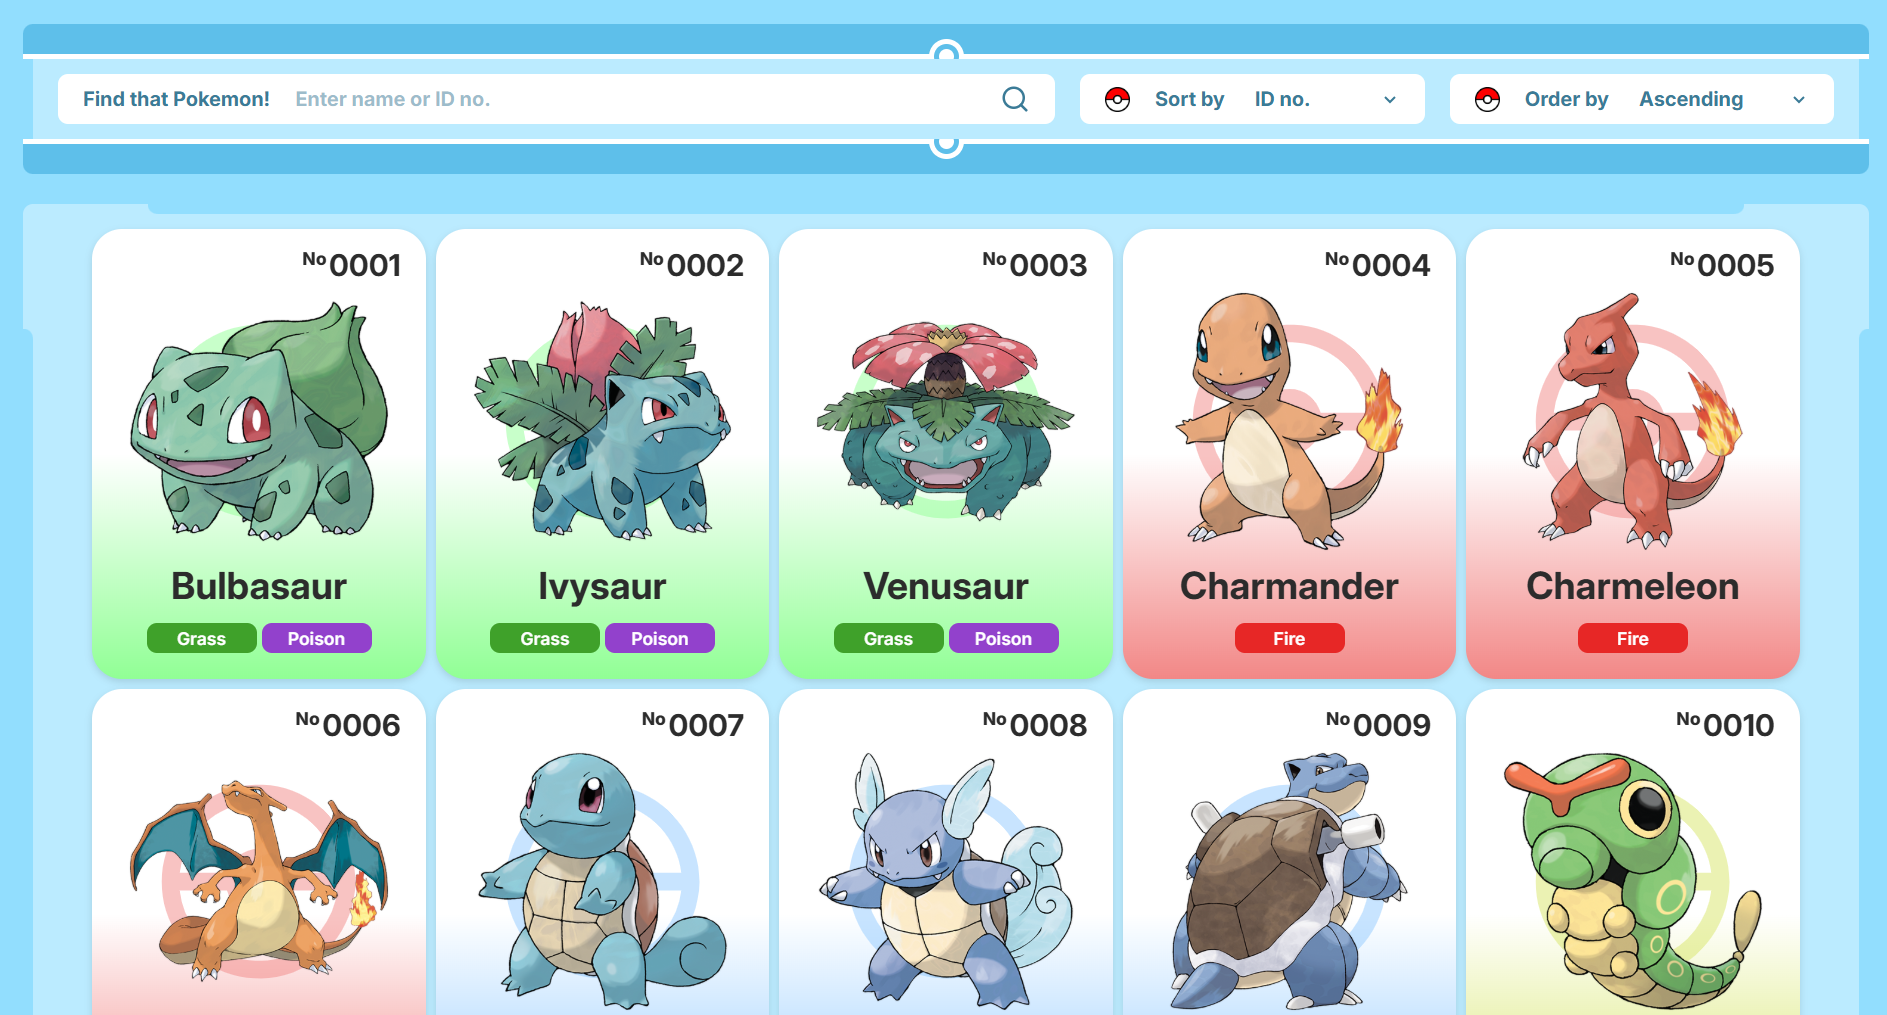 Find that Pokemon! Enter name or ID no. Sort by ID no. Order by Ascending
No 0001 No 0002 No 0003 No 0004 No 0005
Bulbasaur Ivysaur Venusaur Charmander Charmeleon
Grass Poison Grass Poison Grass Poison Fire Fire
No 0006 No 0007 No 0008 No 0009 No 0010